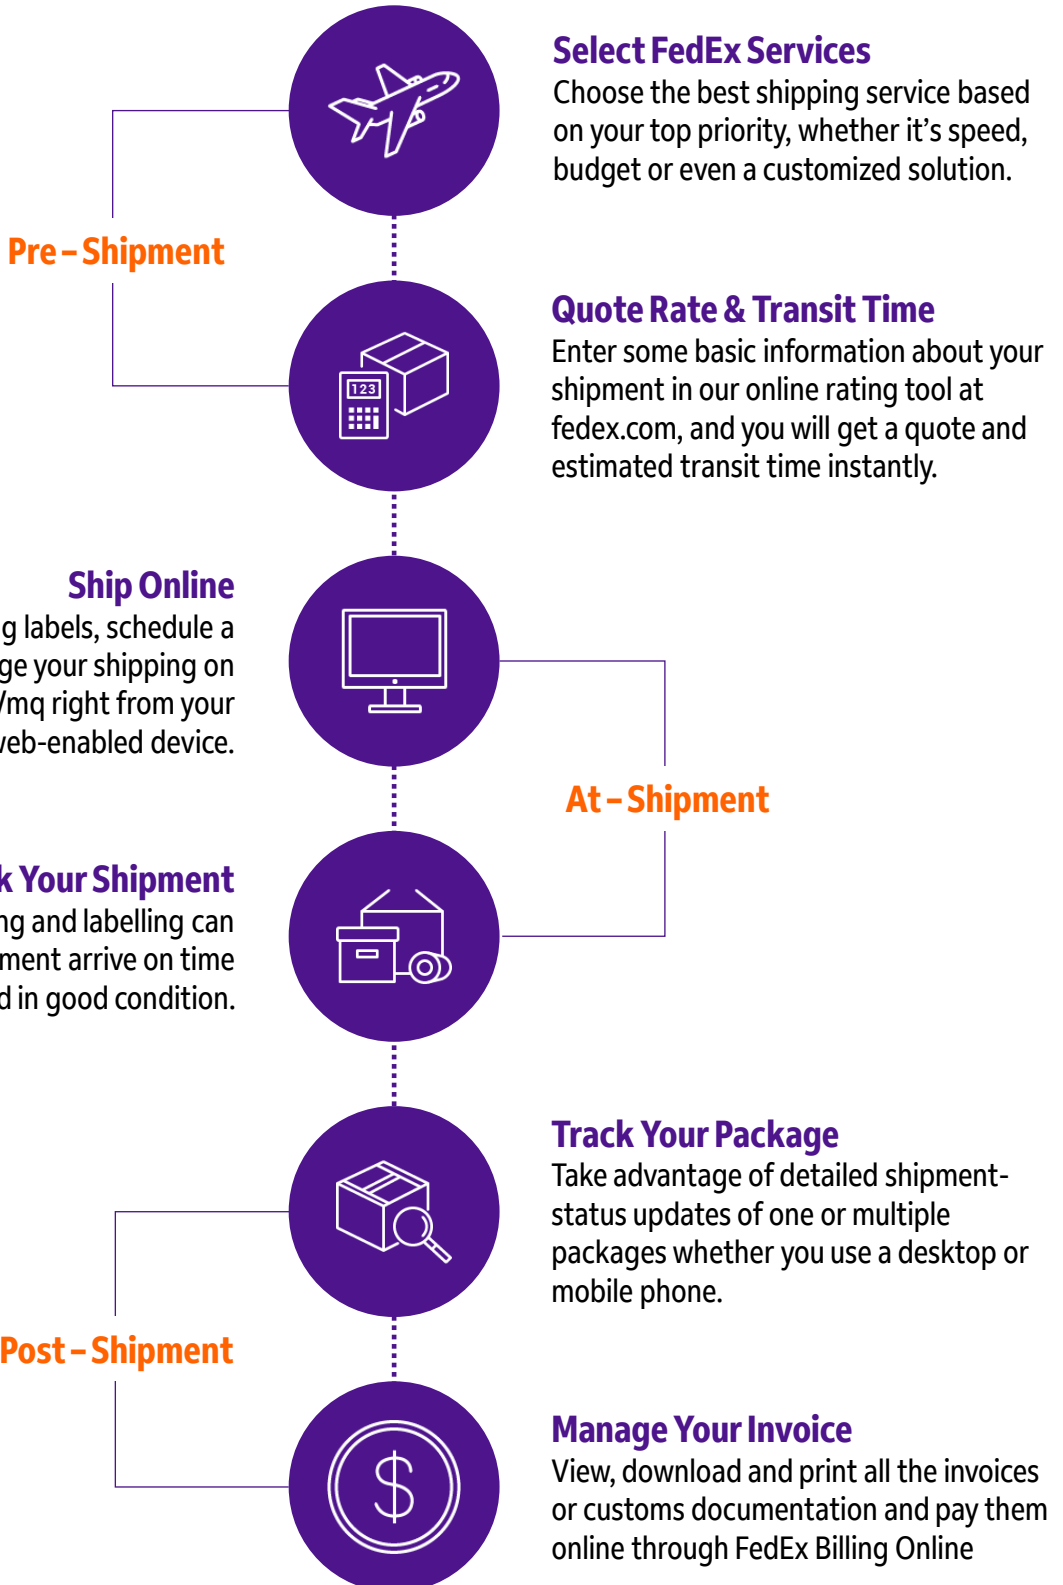 Select FedEx Services
Choose the best shipping service based
on your top priority, whether it’s speed,
budget or even a customized solution.
Pre – Shipment
Quote Rate & Transit Time
Enter some basic information about your
shipment in our online rating tool at
fedex.com, and you will get a quote and
estimated transit time instantly.
123
Ship Online
labels, schedule a
your shipping on
/mq right from your
web-enabled device.
At – Shipment
Your Shipment
and labelling can
arrive on time
in good condition.
Track Your Package
Take advantage of detailed shipment-
status updates of one or multiple
packages whether you use a desktop or
mobile phone.
Post – Shipment
$
Manage Your Invoice
View, download and print all the invoices
or customs documentation and pay them
online through FedEx Billing Online